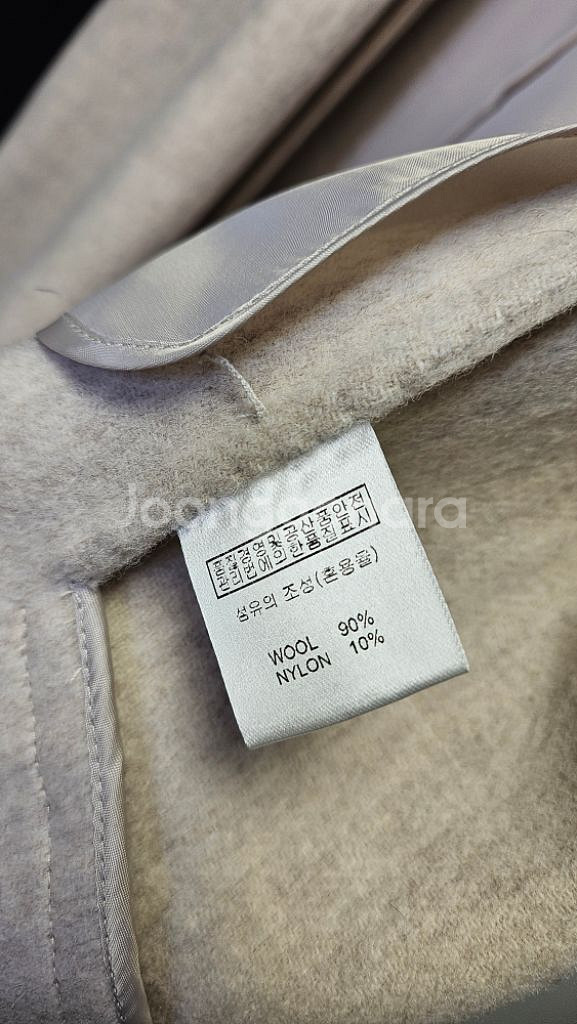 품질경영및공산품안전
관리법에의한품질표시
섬유의 조성(혼용율)
WOOL 90%
NYLON 10%